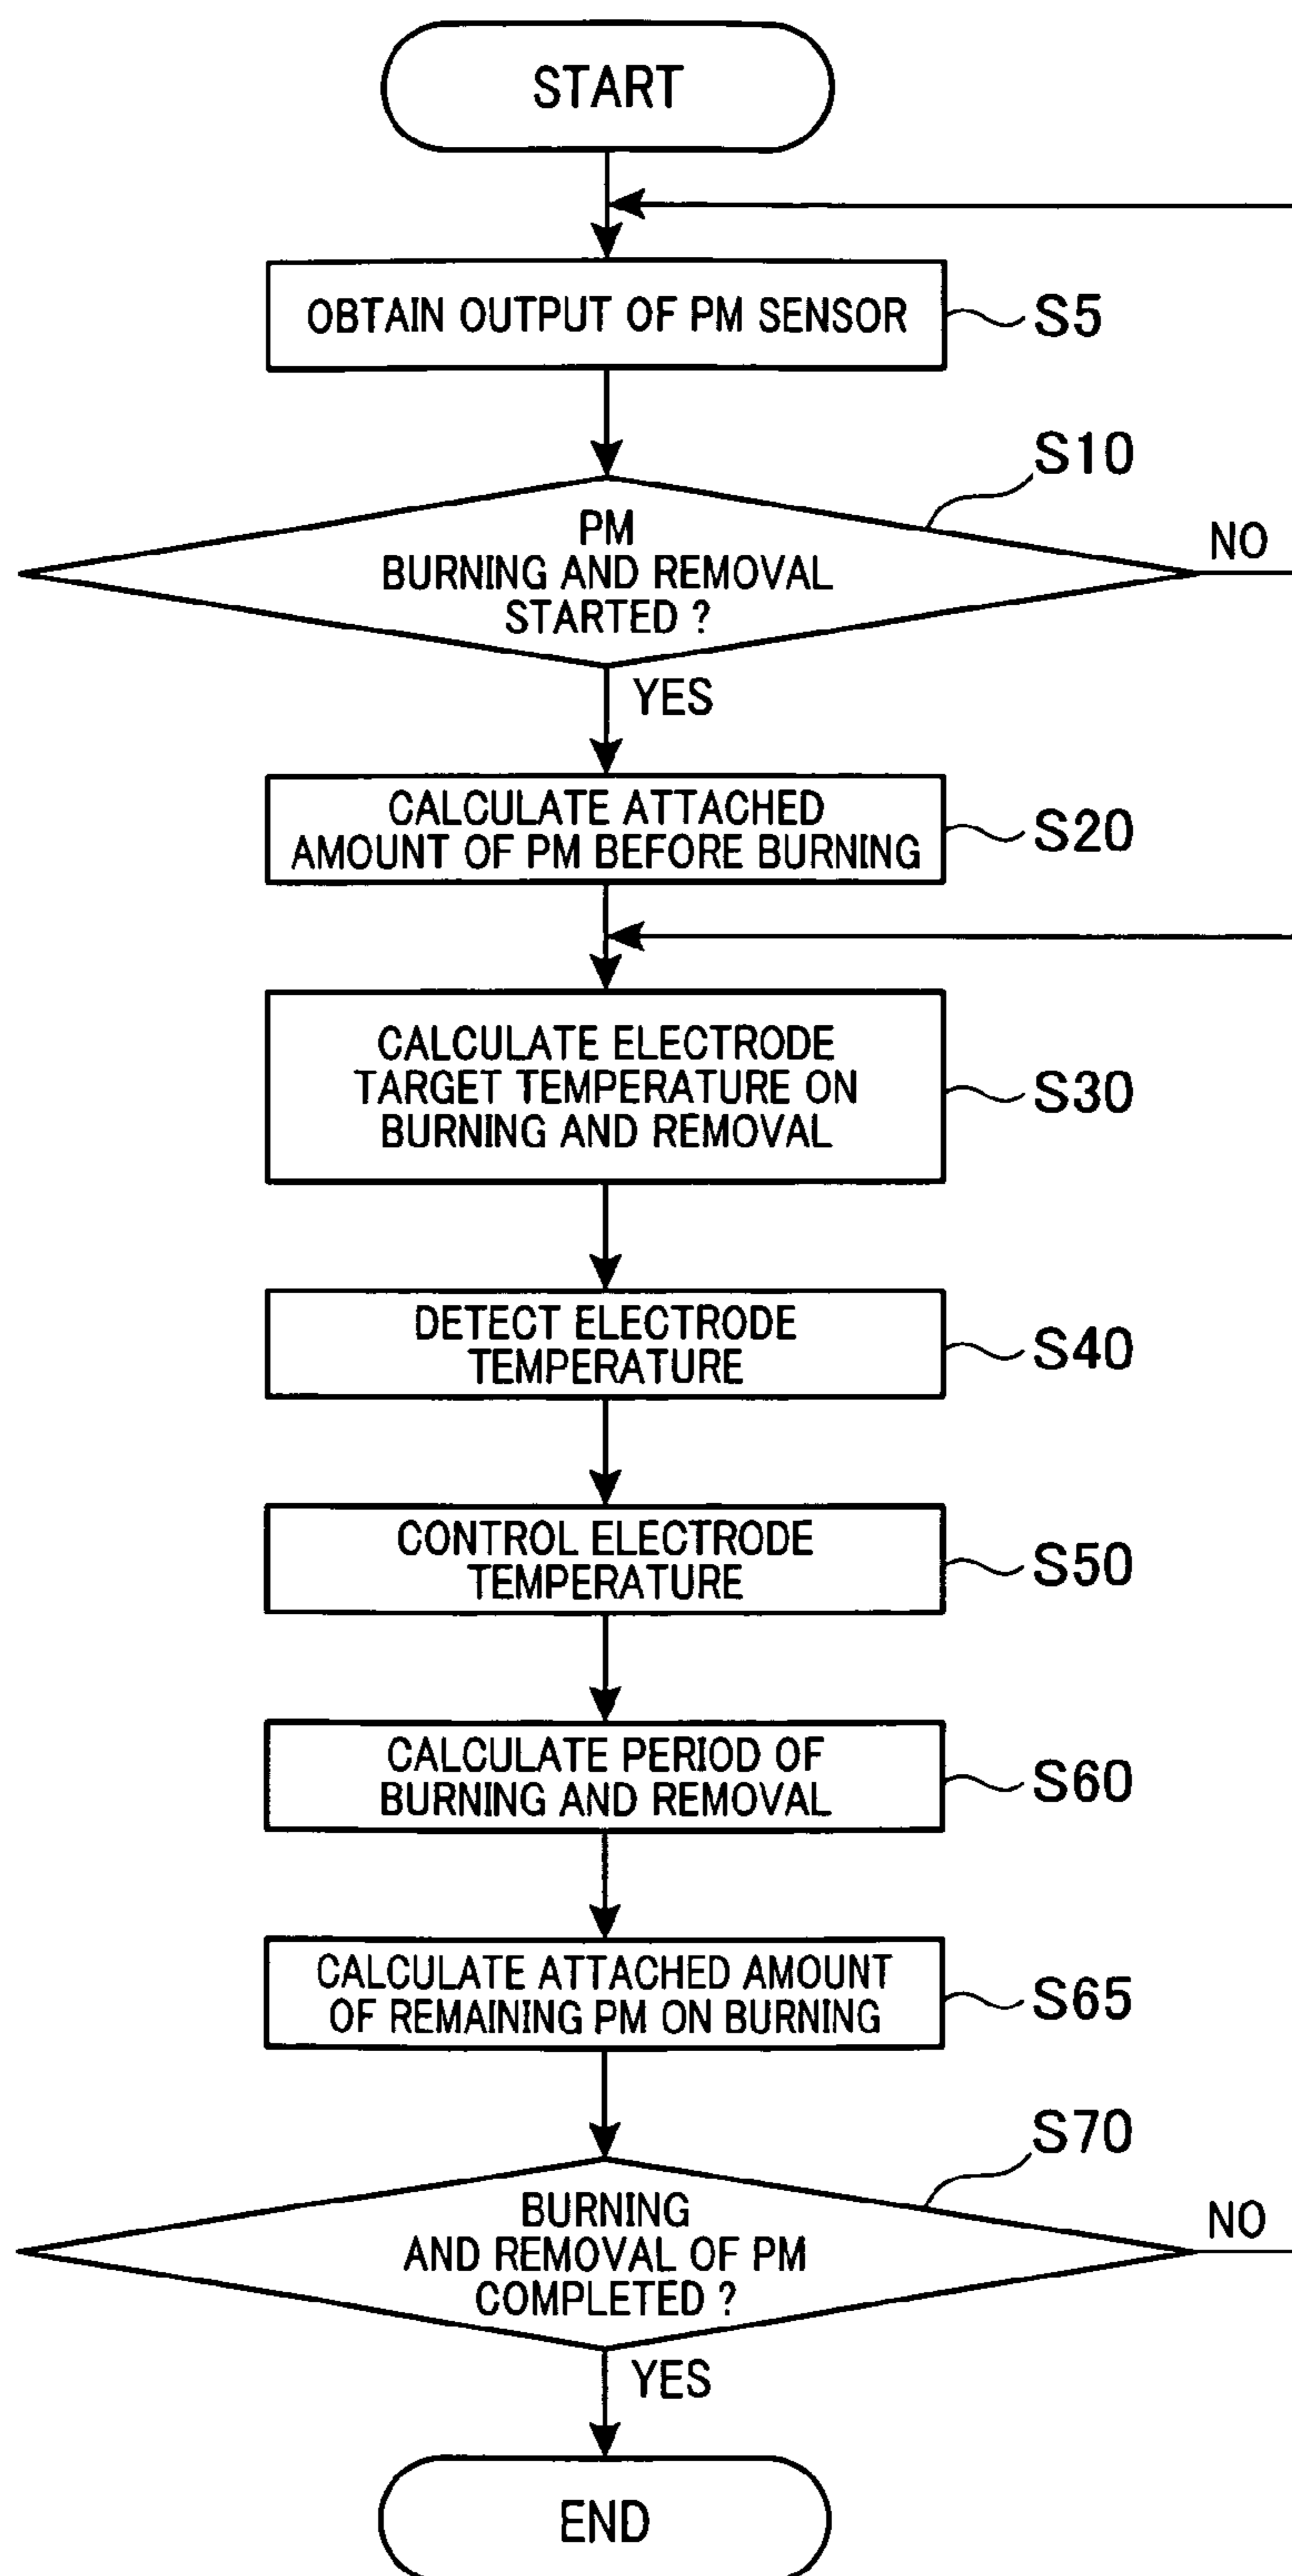 START
OBTAIN OUTPUT OF PM SENSOR
S5
S10
PM
BURNING AND REMOVAL
STARTED ?
NO
YES
CALCULATE ATTACHED
AMOUNT OF PM BEFORE BURNING
S20
CALCULATE ELECTRODE
TARGET TEMPERATURE ON
BURNING AND REMOVAL
S30
DETECT ELECTRODE
TEMPERATURE
S40
CONTROL ELECTRODE
TEMPERATURE
S50
CALCULATE PERIOD OF
BURNING AND REMOVAL
S60
CALCULATE ATTACHED AMOUNT
OF REMAINING PM ON BURNING
S65
S70
BURNING
AND REMOVAL OF PM
COMPLETED ?
NO
YES
END